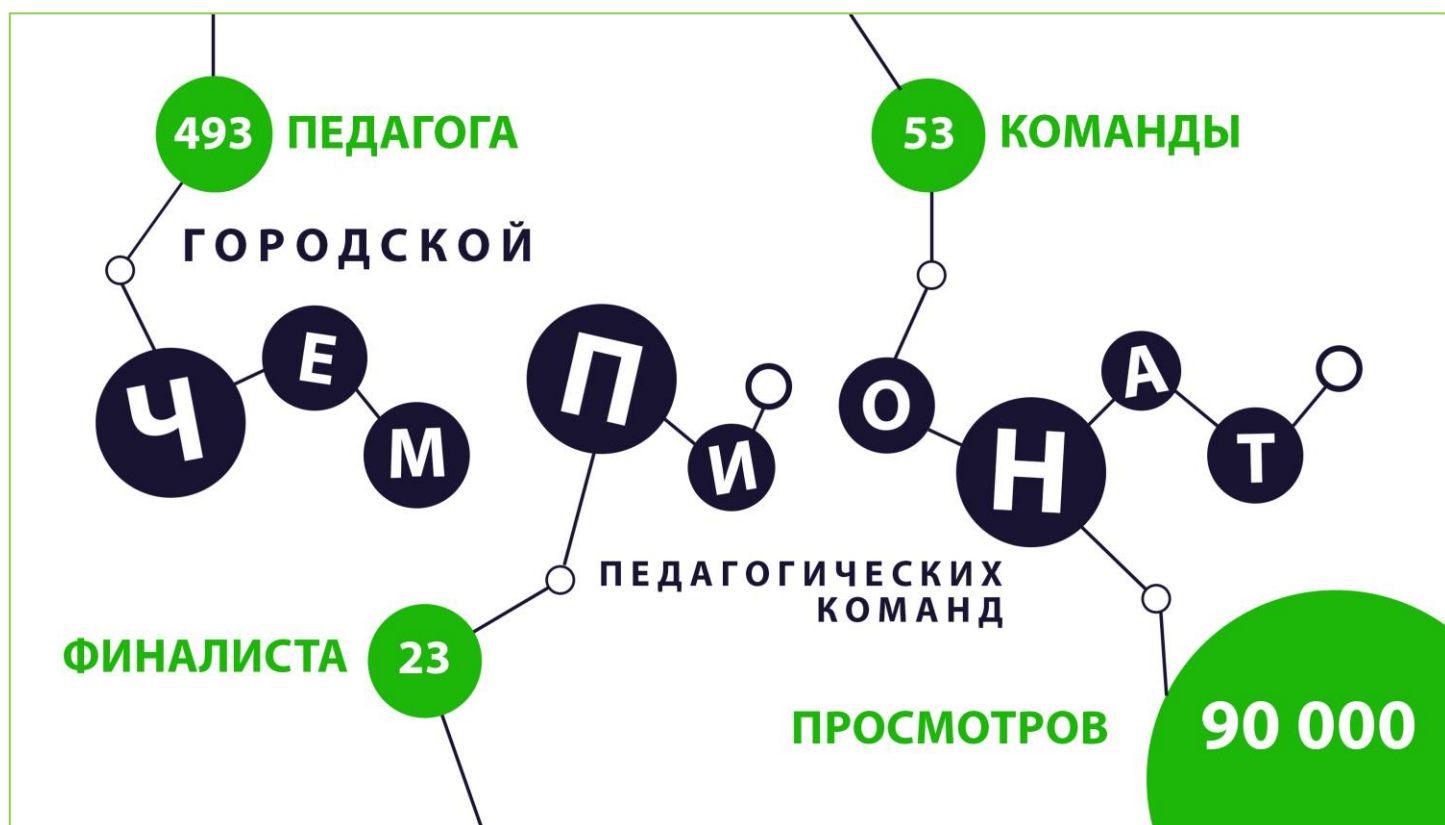 493 ПЕДАГОГА
53 КОМАНДЫ
ГОРОДСКОЙ
ЧЕМПИОНАТ
ПЕДАГОГИЧЕСКИХ
КОМАНД
ФИНАЛИСТА 23
ПРОСМОТРОВ 90 000